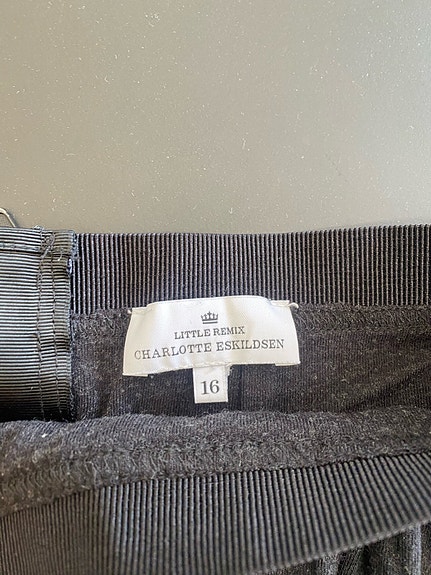 LITTLE REMIX
CHARLOTTE ESKILDSEN
16